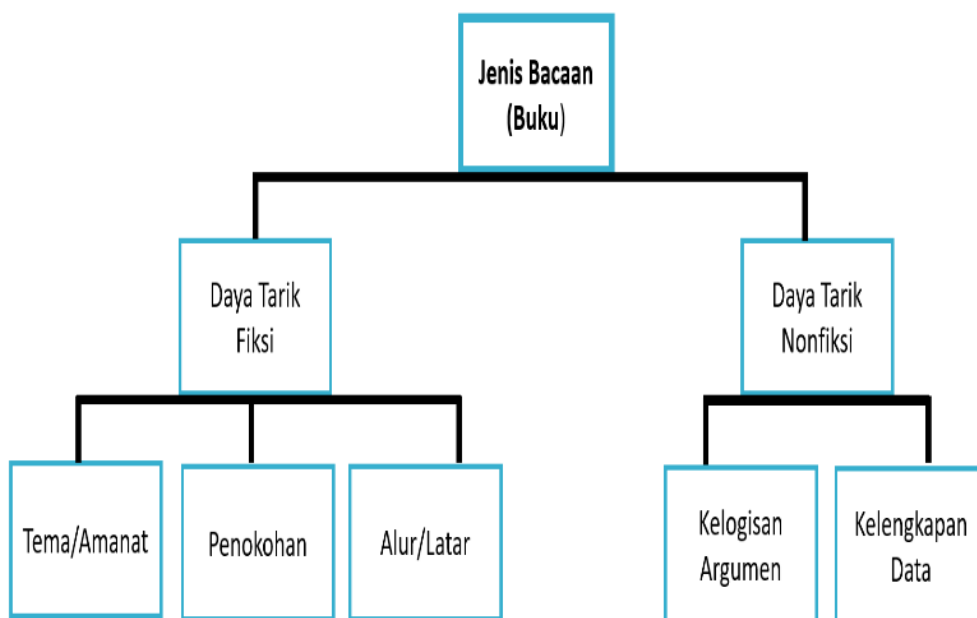 Jenis Bacaan
(Buku)
Daya Tarik
Fiksi
Daya Tarik
Nonfiksi
Tema/Amanat
Penokohan
Alur/Latar
Kelogisan
Argumen
Kelengkapan
Data